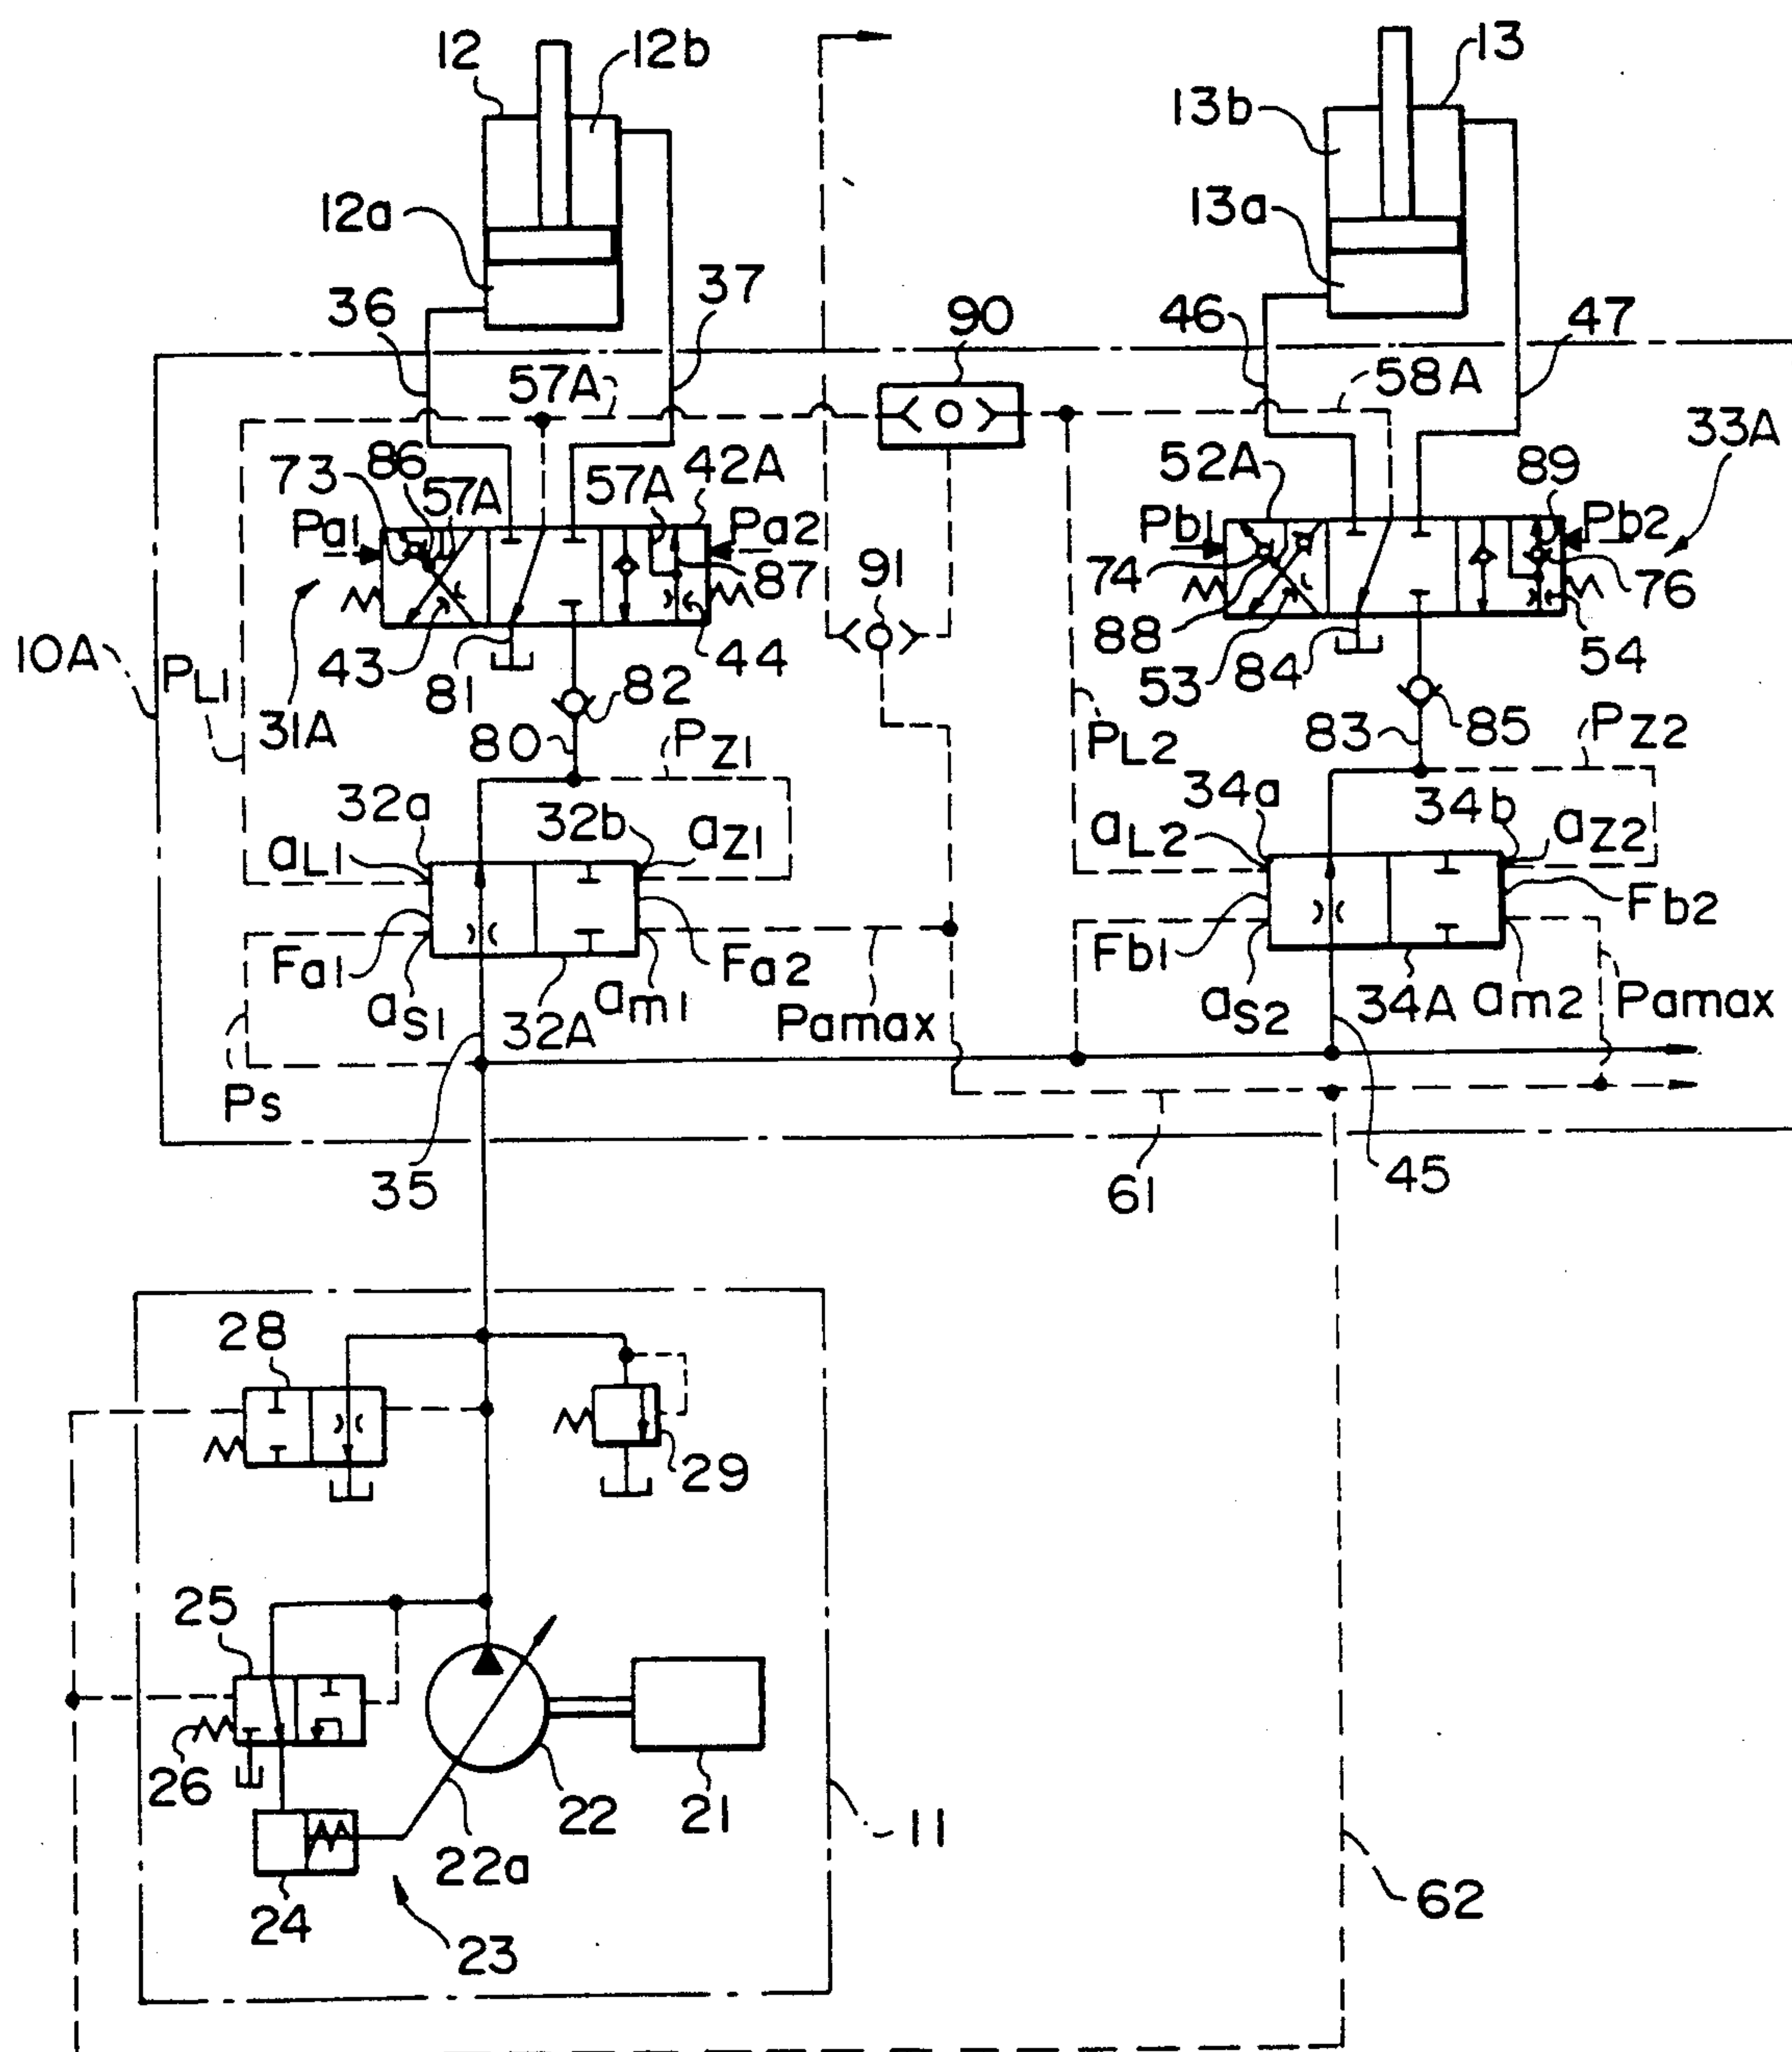 12
12b
13
13b
12a
13a
36
37
90
46
47
57A
58A
33A
73
86
57A
57A
42A
52A
89
Pa1
Pa2
Pb1
Pb2
87
91
74
76
10A
PL1
43
81
82
44
88
53
84
54
31A
80
PZ1
PL2
83
85
PZ2
32a
32b
aZ1
34a
34b
aZ2
aL1
aL2
Fa1
Fa2
Fb1
Fb2
aS1
32A
am1
Pamax
aS2
34A
am2
Pamax
Ps
35
61
45
28
29
25
26
22
21
11
22a
24
23
62